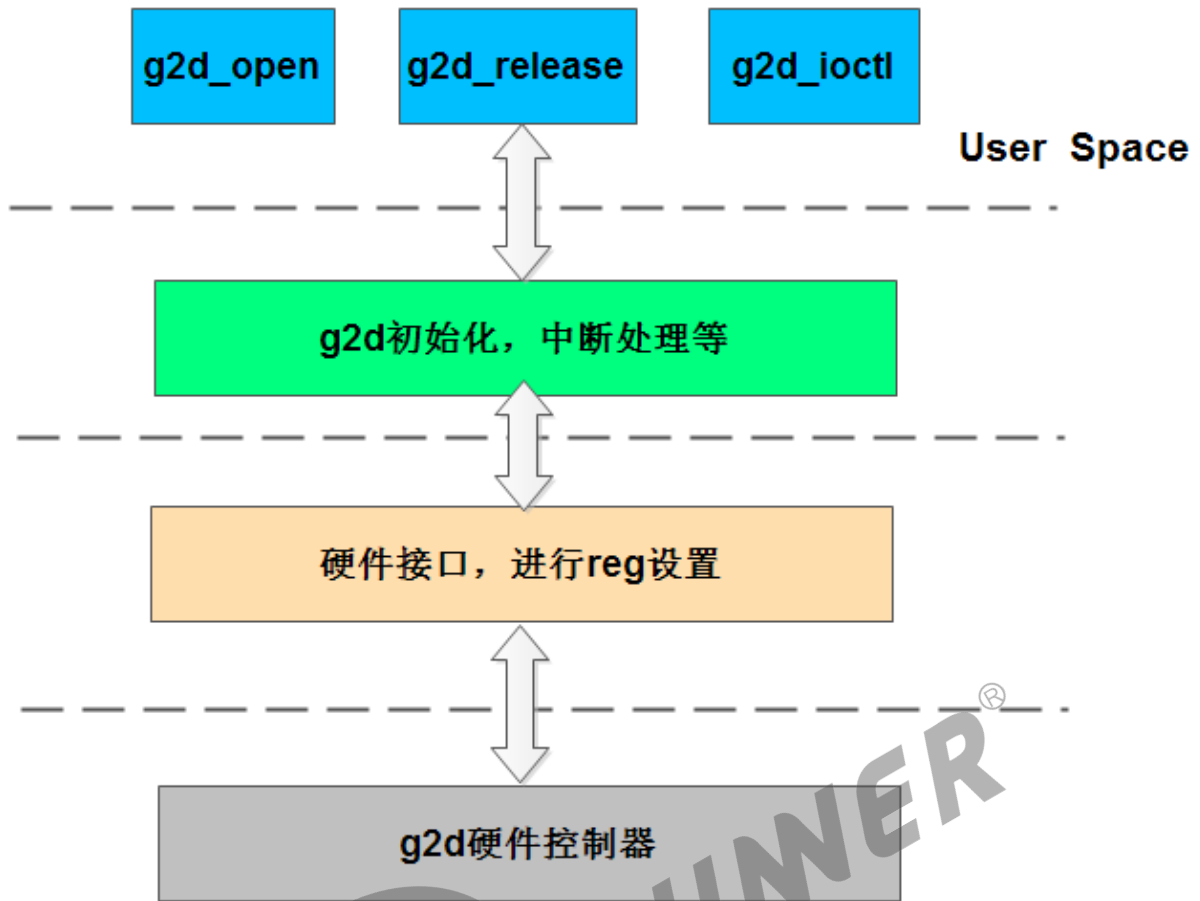 g2d_open
g2d_release
g2d_ioctl
User Space
g2d初始化，中断处理等
硬件接口，进行reg设置
®
g2d硬件控制器